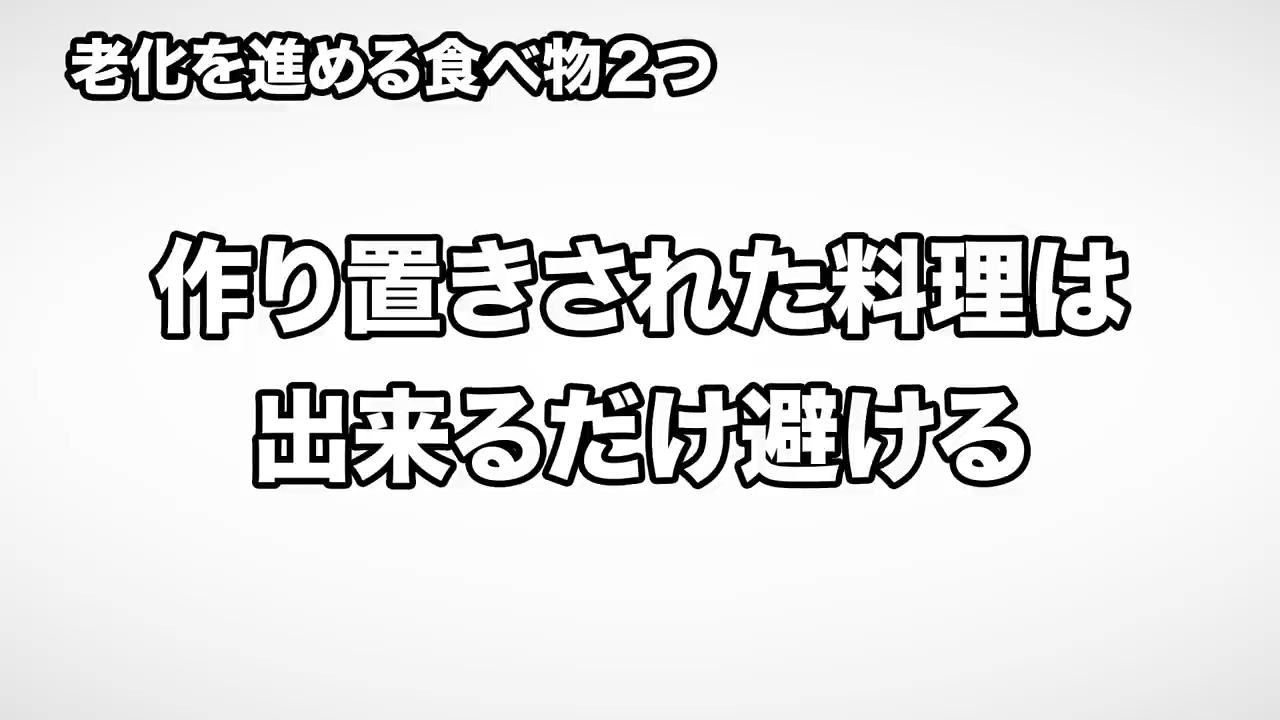 老化を進める食べ物2つ
作り置きされた料理は
出来るだけ避ける